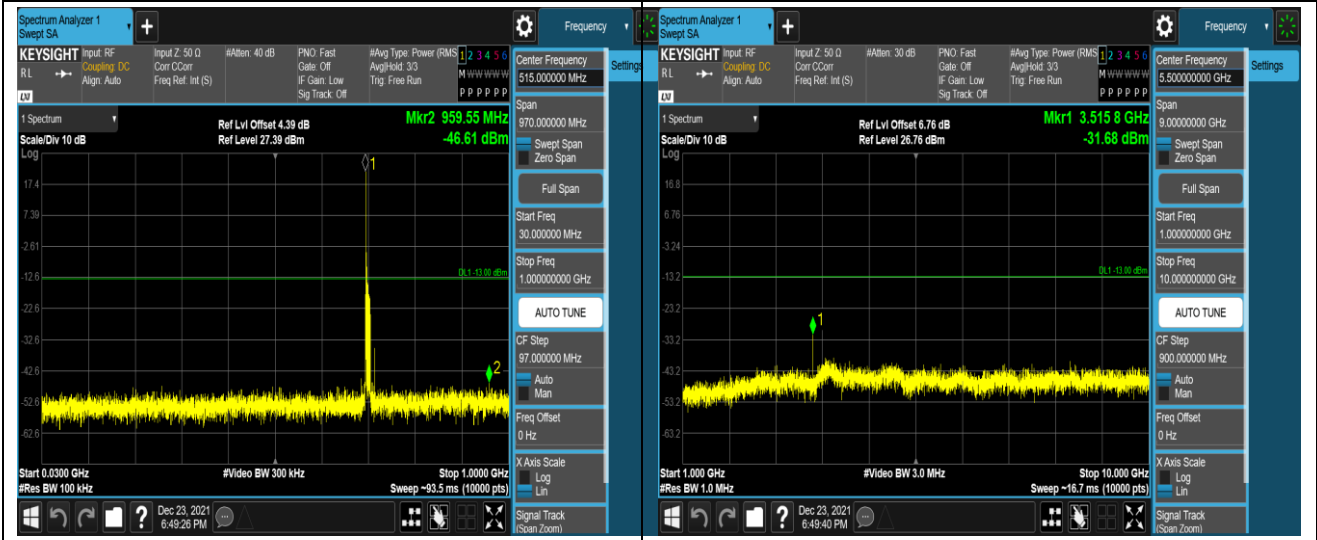 Spectrum Analyzer 1
Swept SA
+
Frequency
KEYSIGHT
RL
LXI
Input: RF
Coupling: DC
Align: Auto
Input Z: 50 Ω
Corr CCorr
Freq Ref: Int (S)
#Atten: 40 dB
PNO: Fast
Gate: Off
IF Gain: Low
Sig Track: Off
#Avg Type: Power (RMS
Avg|Hold: 3/3
Trig: Free Run
1 2 3 4 5 6
M W W W W W
P P P P P P
Center Frequency
515.000000 MHz
Settings
Span
970.000000 MHz
Swept Span
Zero Span
Full Span
Start Freq
30.000000 MHz
Stop Freq
1.000000000 GHz
AUTO TUNE
CF Step
97.000000 MHz
Auto
Man
Freq Offset
0 Hz
X Axis Scale
Log
Lin
Signal Track
(Span Zoom)
1 Spectrum
Scale/Div 10 dB
Log
Ref Lvl Offset 4.39 dB
Ref Level 27.39 dBm
Mkr2 959.55 MHz
-46.61 dBm
1
17.4
7.39
-2.61
-12.6
DL1 -13.00 dBm
-22.6
-32.6
-42.6
2
-52.6
-62.6
Start 0.0300 GHz
#Res BW 100 kHz
#Video BW 300 kHz
Stop 1.0000 GHz
Sweep ~93.5 ms (10000 pts)
?
Dec 23, 2021
6:49:26 PM
Spectrum Analyzer 1
Swept SA
+
Frequency
KEYSIGHT
RL
LXI
Input: RF
Coupling: DC
Align: Auto
Input Z: 50 Ω
Corr CCorr
Freq Ref: Int (S)
#Atten: 30 dB
PNO: Fast
Gate: Off
IF Gain: Low
Sig Track: Off
#Avg Type: Power (RMS
Avg|Hold: 3/3
Trig: Free Run
1 2 3 4 5 6
M W W W W W
P P P P P P
Center Frequency
5.500000000 GHz
Settings
Span
9.00000000 GHz
Swept Span
Zero Span
Full Span
Start Freq
1.000000000 GHz
Stop Freq
10.000000000 GHz
AUTO TUNE
CF Step
900.000000 MHz
Auto
Man
Freq Offset
0 Hz
X Axis Scale
Log
Lin
Signal Track
(Span Zoom)
1 Spectrum
Scale/Div 10 dB
Log
Ref Lvl Offset 6.76 dB
Ref Level 26.76 dBm
Mkr1 3.515 8 GHz
-31.68 dBm
16.8
6.76
-3.24
-13.2
DL1 -13.00 dBm
-23.2
1
-33.2
-43.2
-53.2
-63.2
Start 1.000 GHz
#Res BW 1.0 MHz
#Video BW 3.0 MHz
Stop 10.000 GHz
Sweep ~16.7 ms (10000 pts)
?
Dec 23, 2021
6:49:40 PM